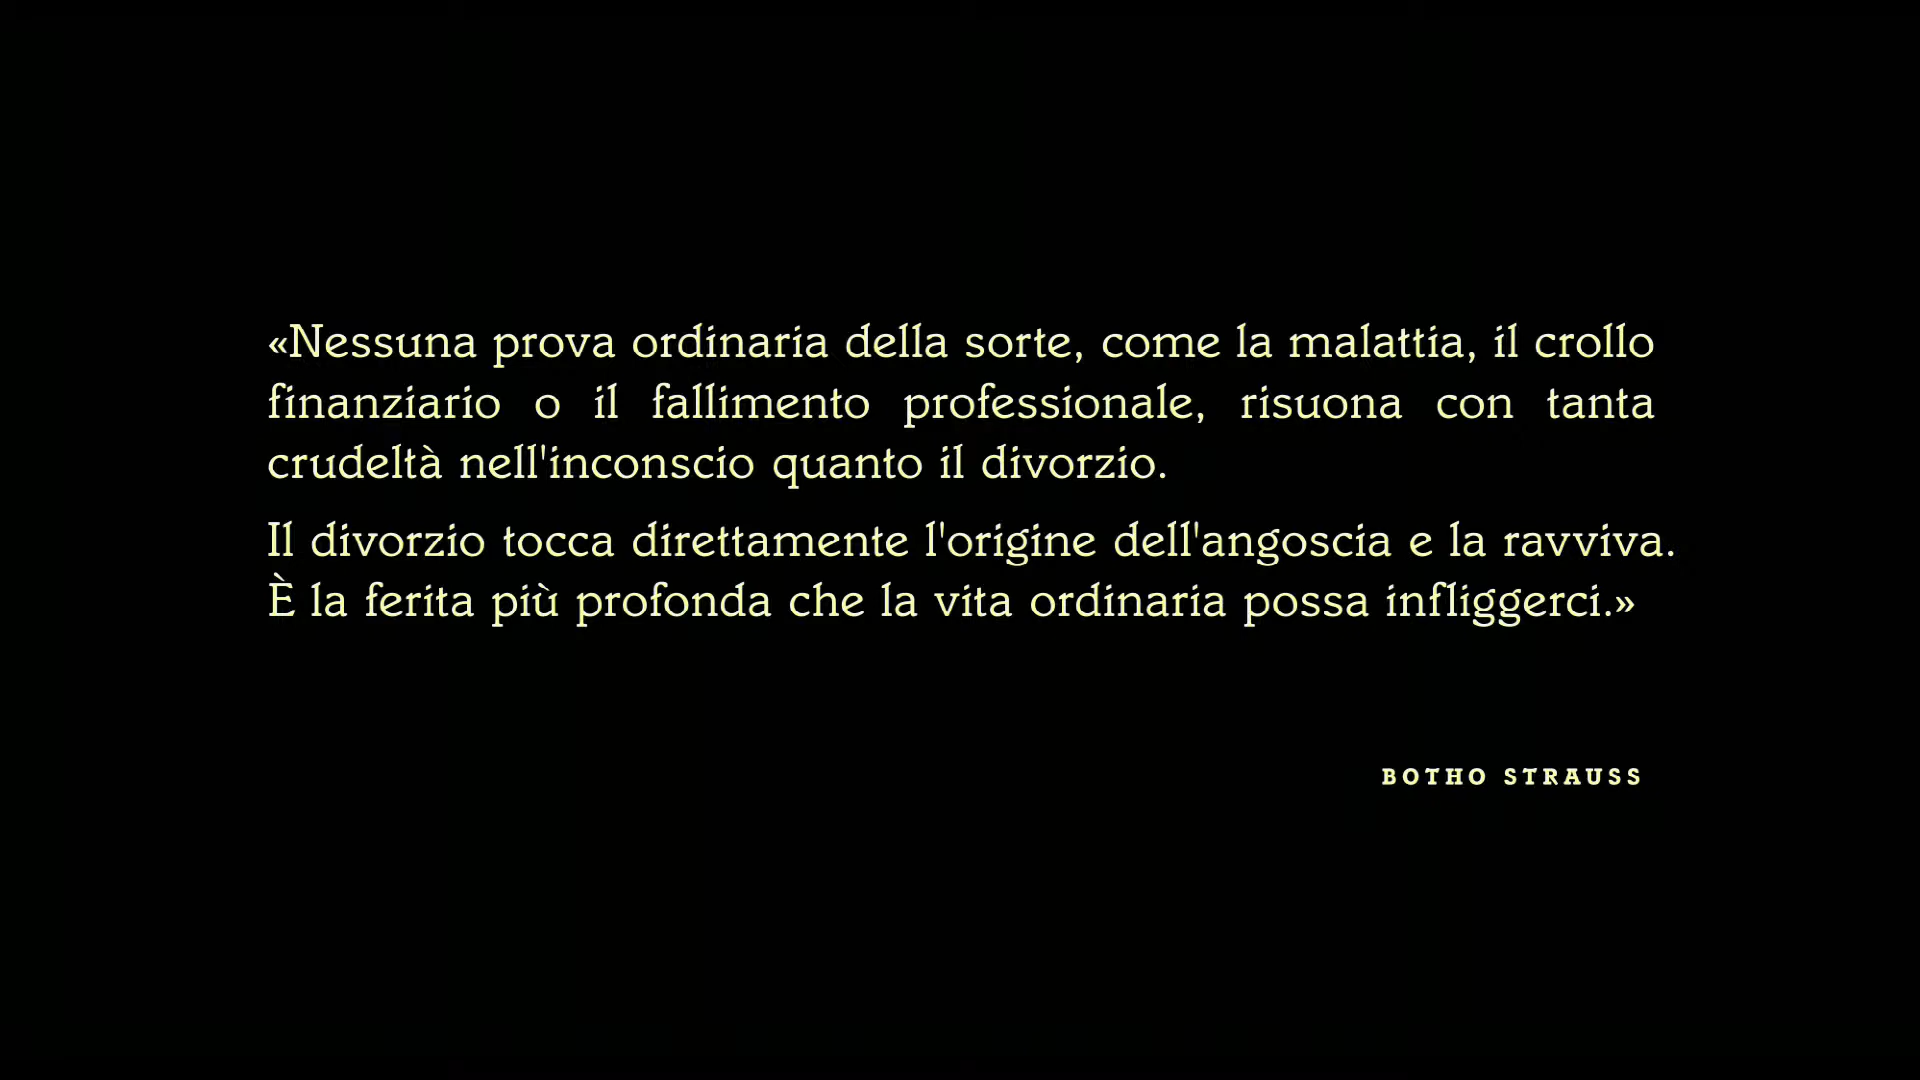 «Nessuna prova ordinaria della sorte, come la malattia, il crollo
finanziario o il fallimento professionale, risuona con tanta
crudeltà nell'inconscio quanto il divorzio.
Il divorzio tocca direttamente l'origine dell'angoscia e la ravviva.
È la ferita più profonda che la vita ordinaria possa infliggerci.»
BOTHO STRAUSS